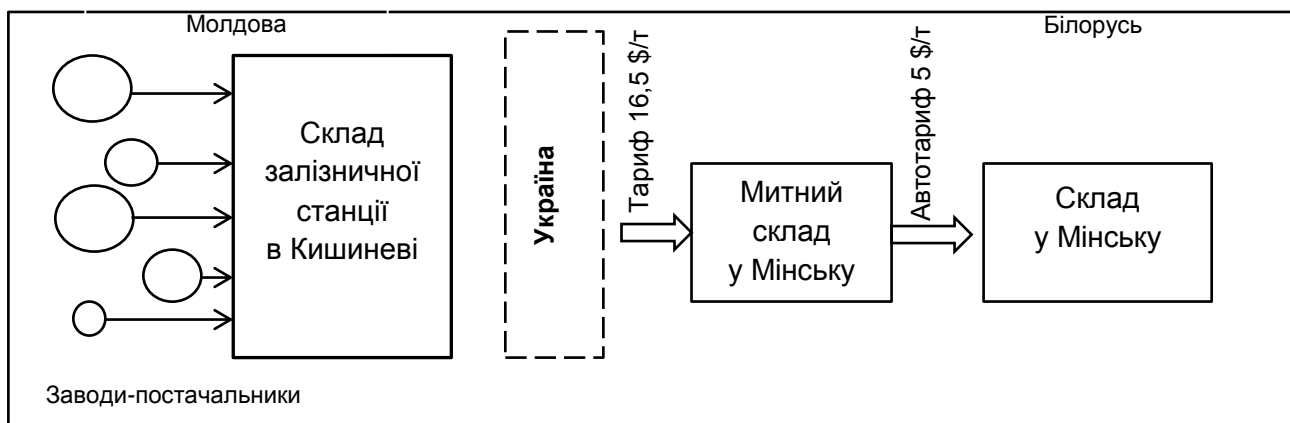 Молдова
Білорусь
Склад
залізничної
станції
в Кишиневі
Україна
Тариф 16,5 $/т
Митний
склад
у Мінську
Автотариф 5 $/т
Склад
у Мінську
Заводи-постачальники